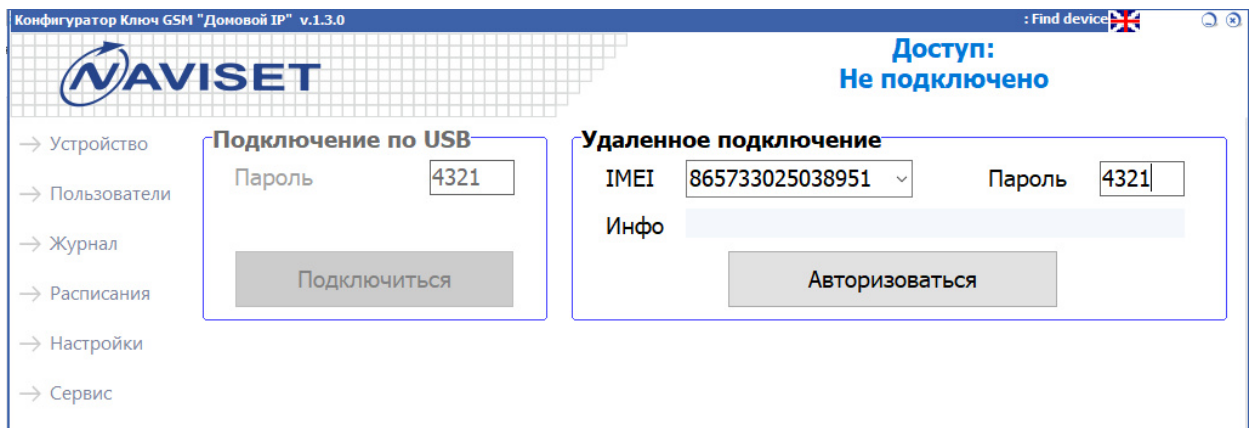 Конфигуратор Ключ GSM "Домовой IP" v.1.3.0
: Find device
NAVISET
Доступ:
Не подключено
Устройство
Пользователи
Журнал
Расписания
Настройки
Сервис
Подключение по USB
Пароль 4321
Подключиться
Удаленное подключение
IMEI 865733025038951 Пароль 4321
Инфо
Авторизоваться